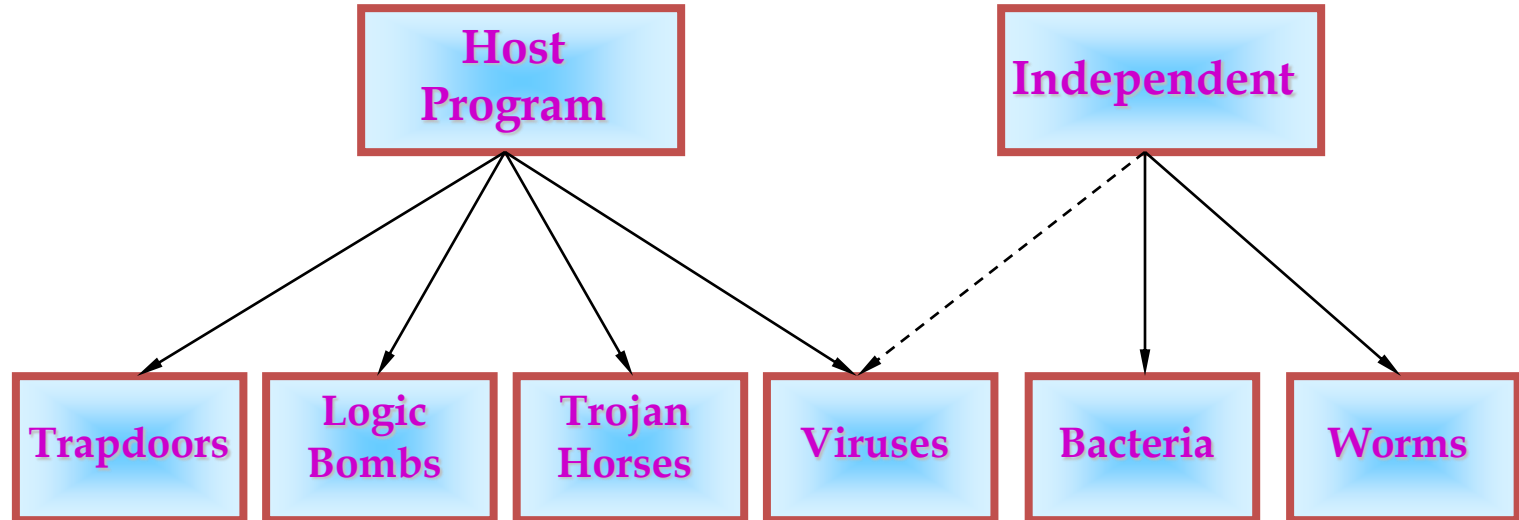 Host
Program
Independent
Trapdoors
Logic
Bombs
Trojan
Horses
Viruses
Bacteria
Worms